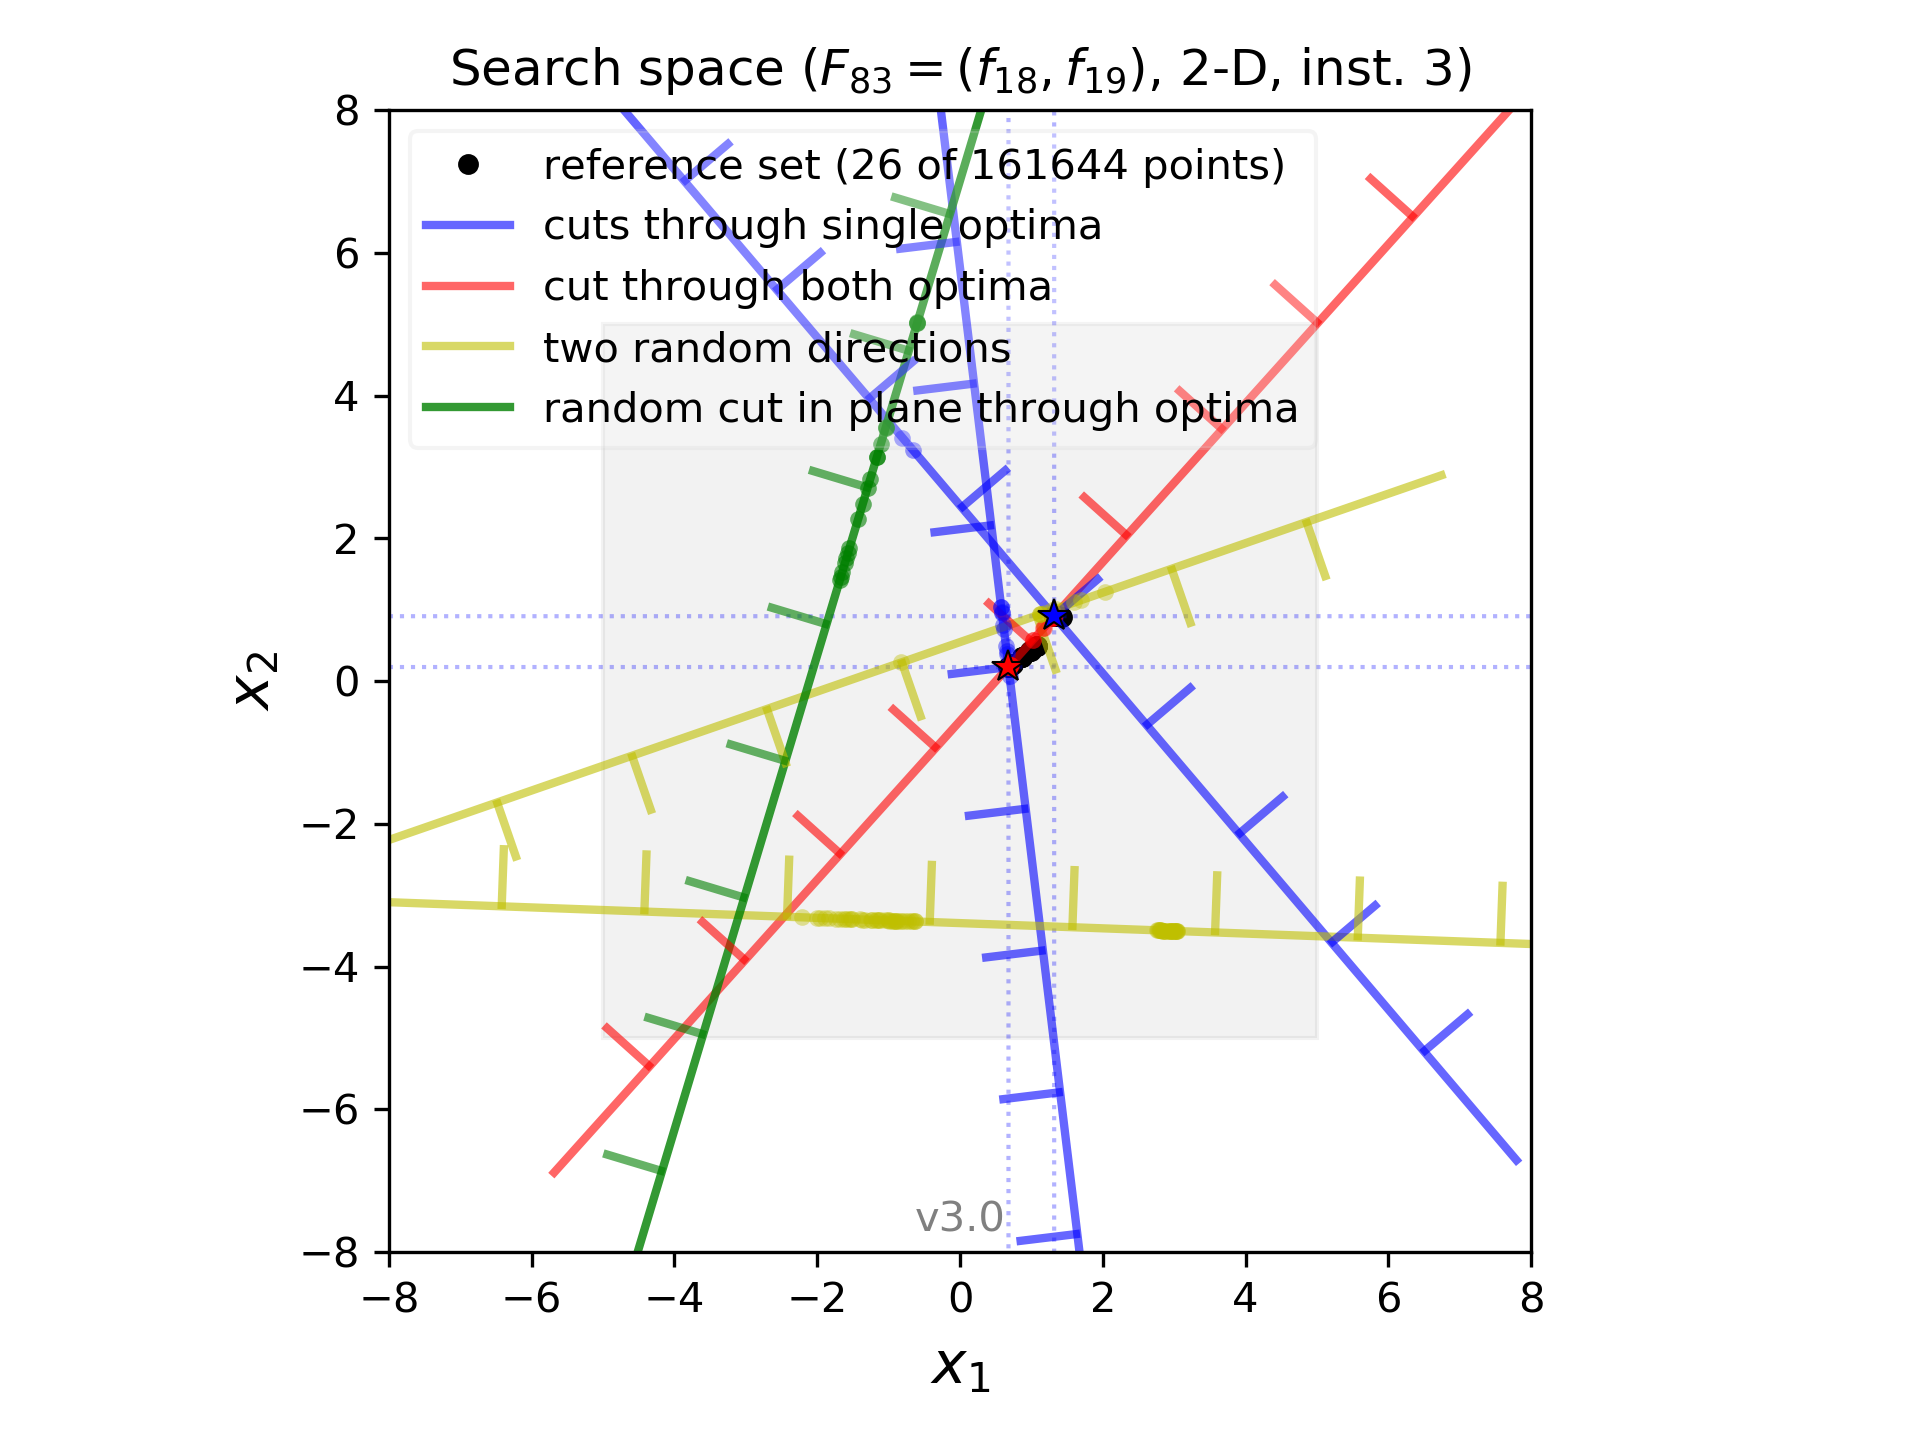 Search space (F₈₃ = (f₁₈, f₁₉), 2-D, inst. 3)
reference set (26 of 161644 points)
cuts through single optima
cut through both optima
two random directions
random cut in plane through optima
8
6
4
2
0
−2
−4
−6
−8
x₂
v3.0
−8 −6 −4 −2 0 2 4 6 8
x₁